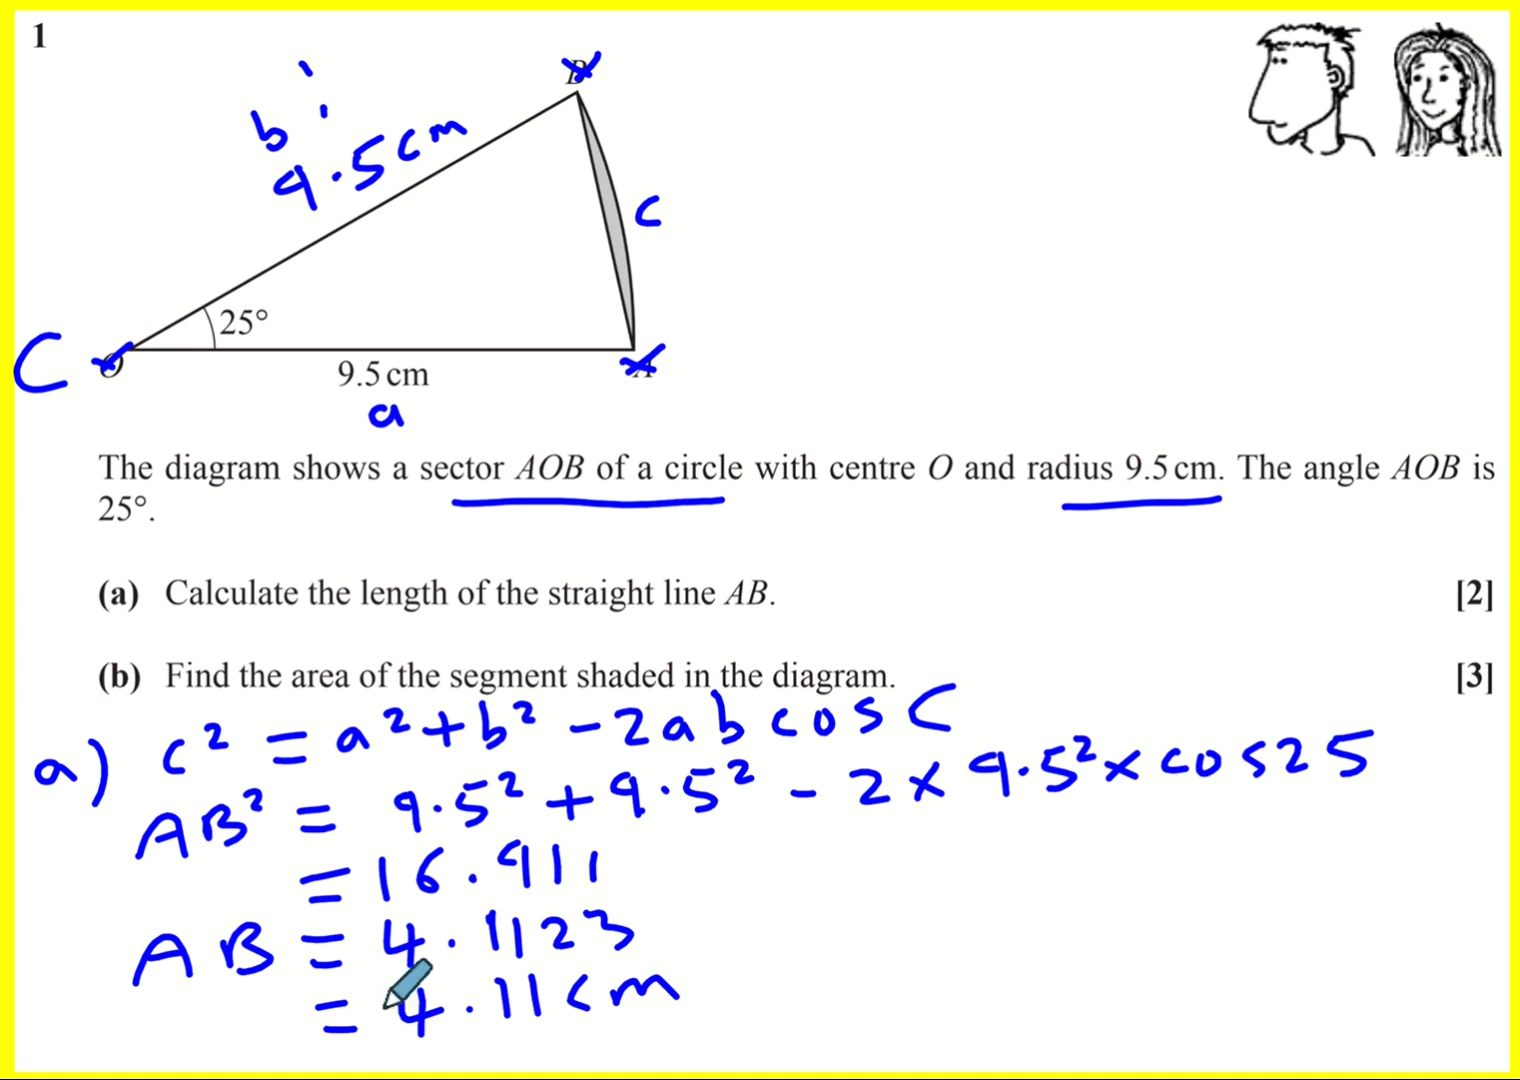 1
b
9.5cm
c
25°
C
9.5 cm
a
The diagram shows a sector AOB of a circle with centre O and radius 9.5 cm. The angle AOB is
25°.
(a) Calculate the length of the straight line AB. [2]
(b) Find the area of the segment shaded in the diagram. [3]
a) c² = a² + b² - 2ab cos C
AB² = 9.5² + 9.5² - 2 × 9.5² × cos 25
= 16.911
AB = 4.1123
= 4.11cm